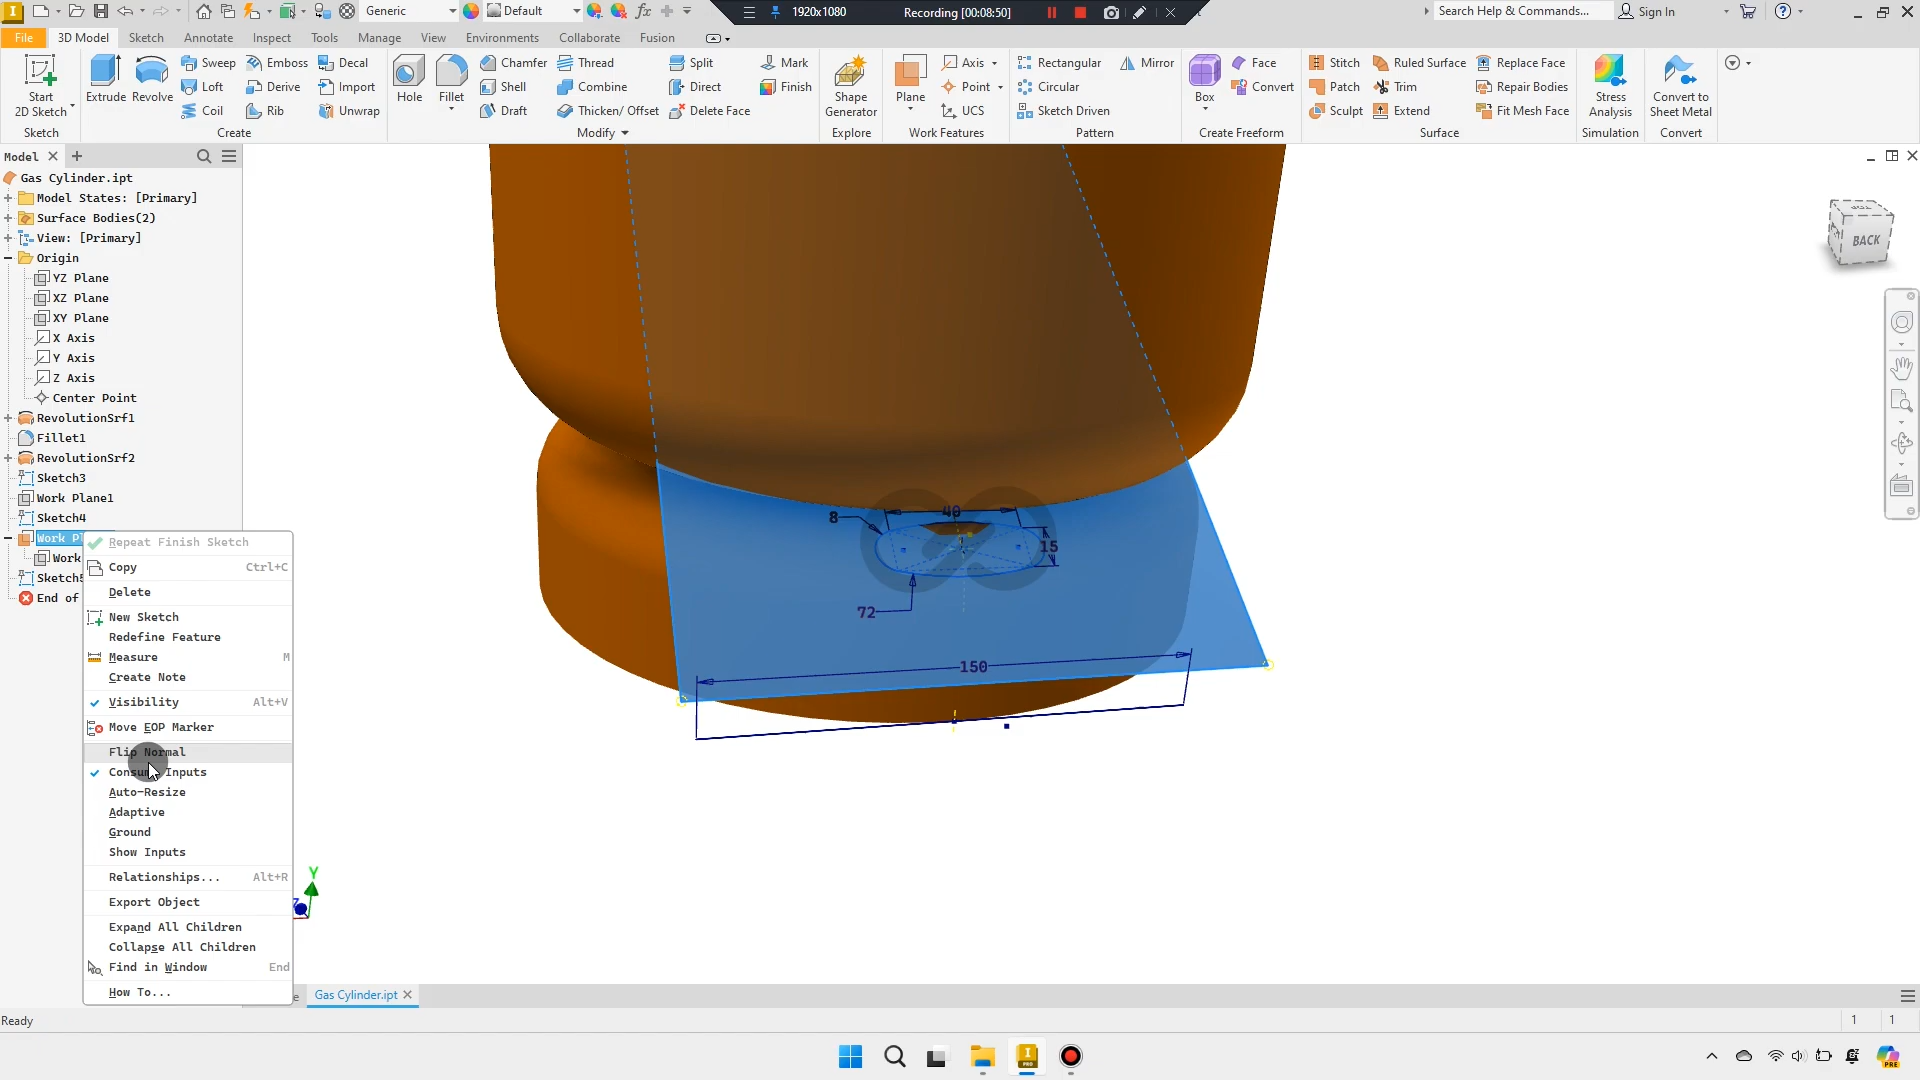 Generic
Default
1920x1080
Recording [00:08:50]
Search Help & Commands...
Sign In
File
3D Model
Sketch
Annotate
Inspect
Tools
Manage
View
Environments
Collaborate
Fusion
Start
2D Sketch
Extrude
Revolve
Sweep
Emboss
Decal
Loft
Derive
Import
Coil
Rib
Unwrap
Hole
Fillet
Chamfer
Thread
Split
Mark
Shell
Combine
Direct
Finish
Draft
Thicken/ Offset
Delete Face
Shape
Generator
Plane
Axis
Point
UCS
Rectangular
Mirror
Circular
Sketch Driven
Box
Face
Convert
Stitch
Ruled Surface
Replace Face
Patch
Trim
Repair Bodies
Sculpt
Extend
Fit Mesh Face
Stress
Analysis
Convert to
Sheet Metal
Sketch
Create
Modify
Explore
Work Features
Pattern
Create Freeform
Surface
Simulation
Convert
Model
Gas Cylinder.ipt
Model States: [Primary]
Surface Bodies(2)
View: [Primary]
Origin
YZ Plane
XZ Plane
XY Plane
X Axis
Y Axis
Z Axis
Center Point
RevolutionSrf1
Fillet1
RevolutionSrf2
Sketch3
Work Plane1
Sketch4
Work Pl
Work
Sketch5
End of
Repeat Finish Sketch
Copy Ctrl+C
Delete
New Sketch
Redefine Feature
Measure M
Create Note
Visibility Alt+V
Move EOP Marker
Flip Normal
Consume Inputs
Auto-Resize
Adaptive
Ground
Show Inputs
Relationships... Alt+R
Export Object
Expand All Children
Collapse All Children
Find in Window End
How To...
BACK
8
40
15
72
150
Y
Z
Gas Cylinder.ipt
Ready
1 1